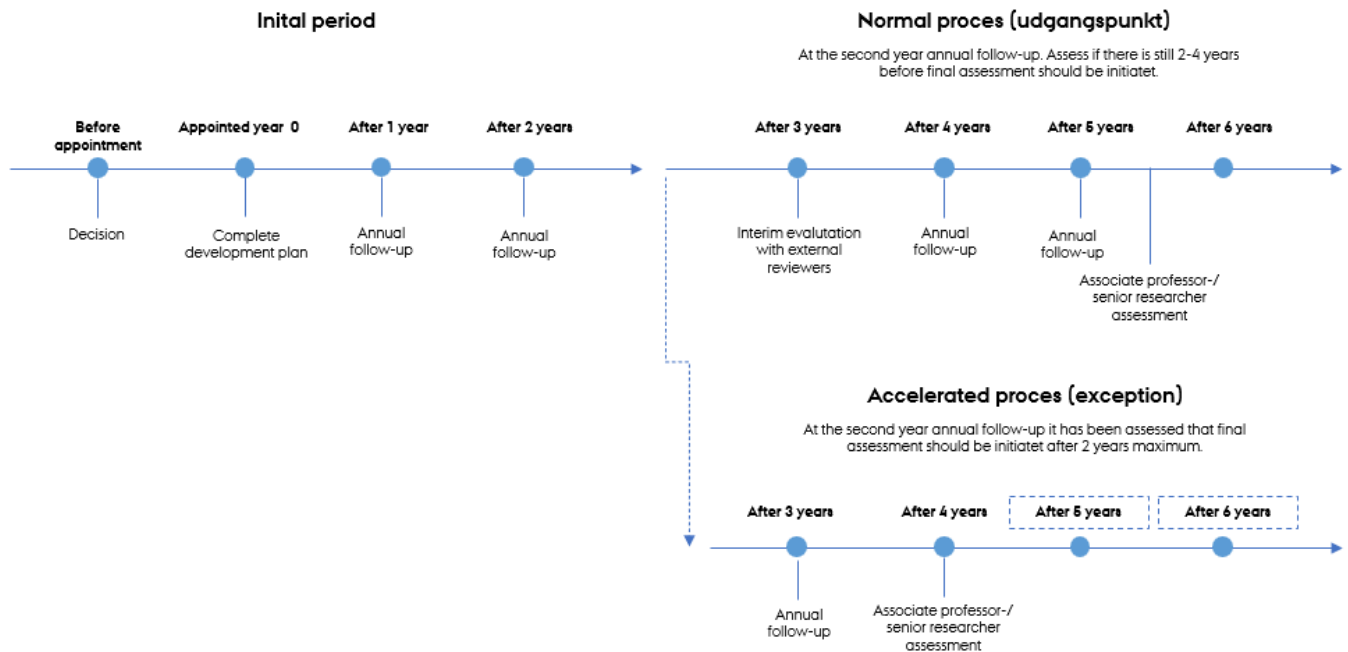 Inital period
Before
appointment
Appointed year 0
After 1 year
After 2 years
Decision
Complete
development plan
Annual
follow-up
Annual
follow-up
Normal proces (udgangspunkt)
At the second year annual follow-up. Assess if there is still 2-4 years
before final assessment should be initiatet.
After 3 years
After 4 years
After 5 years
After 6 years
Interim evalutation
with external
reviewers
Annual
follow-up
Annual
follow-up
Associate professor-/
senior researcher
assessment
Accelerated proces (exception)
At the second year annual follow-up it has been assessed that final
assessment should be initiatet after 2 years maximum.
After 3 years
After 4 years
After 5 years
After 6 years
Annual
follow-up
Associate professor-/
senior researcher
assessment